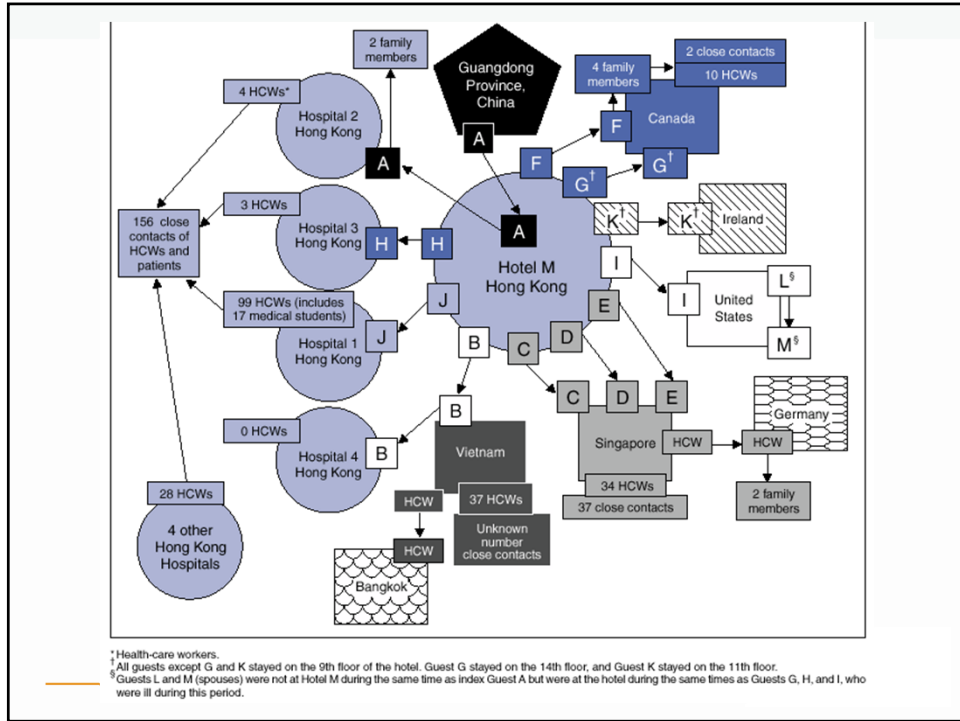 2 family
members
Guangdong
Province,
China
A
2 close contacts
4 family
members
10 HCWs
Canada
F
F
G†
G†
4 HCWs*
Hospital 2
Hong Kong
A
3 HCWs
Hospital 3
Hong Kong
H
H
156 close
contacts of
HCWs and
patients
A
Hotel M
Hong Kong
K†
K†
Ireland
I
I
United
States
L§
M§
99 HCWs (includes
17 medical students)
Hospital 1
Hong Kong
J
J
B
C
D
E
B
C
D
E
0 HCWs
Hospital 4
Hong Kong
B
Vietnam
HCW
37 HCWs
Unknown
number
close contacts
HCW
Bangkok
Singapore
HCW
34 HCWs
37 close contacts
Germany
HCW
2 family
members
28 HCWs
4 other
Hong Kong
Hospitals
*Health-care workers.
†All guests except G and K stayed on the 9th floor of the hotel. Guest G stayed on the 14th floor, and Guest K stayed on the 11th floor.
§Guests L and M (spouses) were not at Hotel M during the same time as index Guest A but were at the hotel during the same times as Guests G, H, and I, who
were ill during this period.